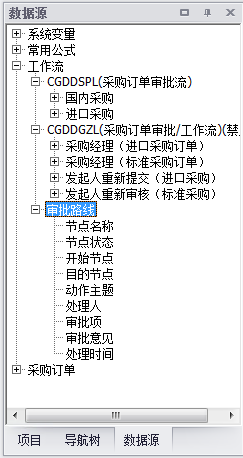 数据源
系统变量
常用公式
工作流
CGDDSPL(采购订单审批流)
国内采购
进口采购
CGDDGZL(采购订单审批/工作流)(禁
采购经理（进口采购订单）
采购经理（标准采购订单）
发起人重新提交（进口采购）
发起人重新审核（标准采购）
审批路线
节点名称
节点状态
开始节点
目的节点
动作主题
处理人
审批项
审批意见
处理时间
采购订单
项目 导航树 数据源